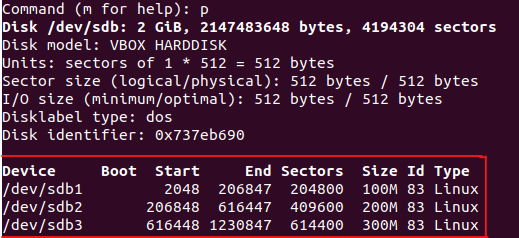 Command (m for help): p
Disk /dev/sdb: 2 GiB, 2147483648 bytes, 4194304 sectors
Disk model: VBOX HARDDISK
Units: sectors of 1 * 512 = 512 bytes
Sector size (logical/physical): 512 bytes / 512 bytes
I/O size (minimum/optimal): 512 bytes / 512 bytes
Disklabel type: dos
Disk identifier: 0x737eb690
Device Boot Start End Sectors Size Id Type
/dev/sdb1 2048 206847 204800 100M 83 Linux
/dev/sdb2 206848 616447 409600 200M 83 Linux
/dev/sdb3 616448 1230847 614400 300M 83 Linux